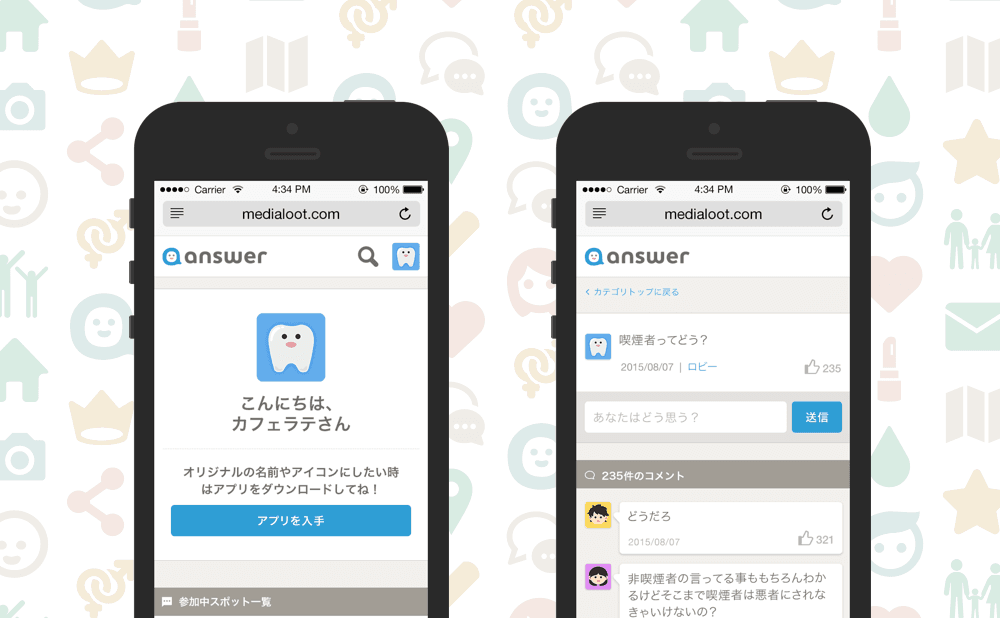 Carrier 4:34 PM 100%
medialoot.com
answer
こんにちは、
カフェラテさん
オリジナルの名前やアイコンにしたい時
はアプリをダウンロードしてね！
アプリを入手
参加中スポット一覧
Carrier 4:34 PM 100%
medialoot.com
answer
カテゴリトップに戻る
喫煙者ってどう？
2015/08/07 | ロビー 235
あなたはどう思う？ 送信
235件のコメント
どうだろ
2015/08/07 321
非喫煙者の言ってる事ももちろんわか
るけどそこまで喫煙者は悪者にされな
きゃいけないの？